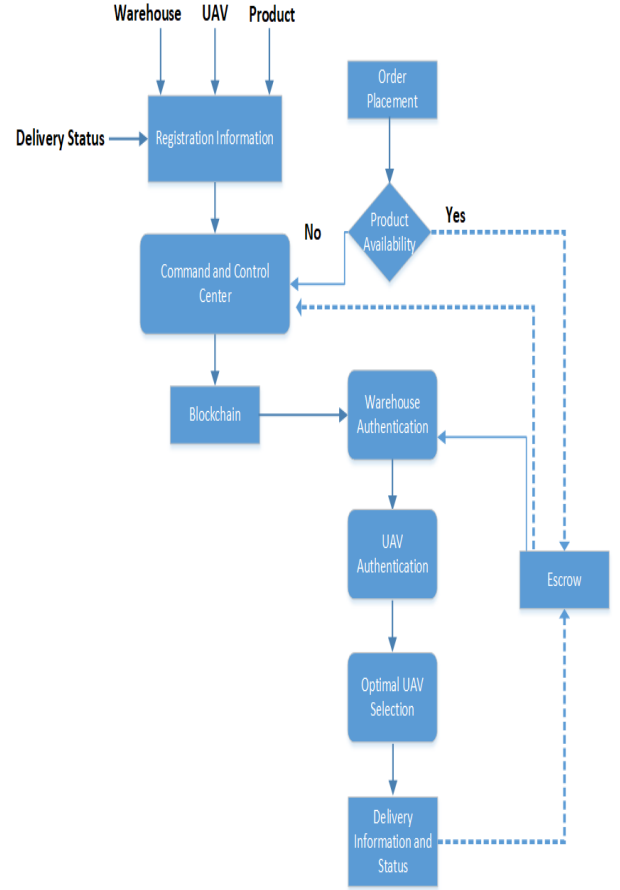 Warehouse UAV Product
Order
Placement
Delivery Status
Registration Information
Product
Availability
Yes
No
Command and Control
Center
Blockchain
Warehouse
Authentication
UAV
Authentication
Escrow
Optimal UAV
Selection
Delivery
Information and
Status